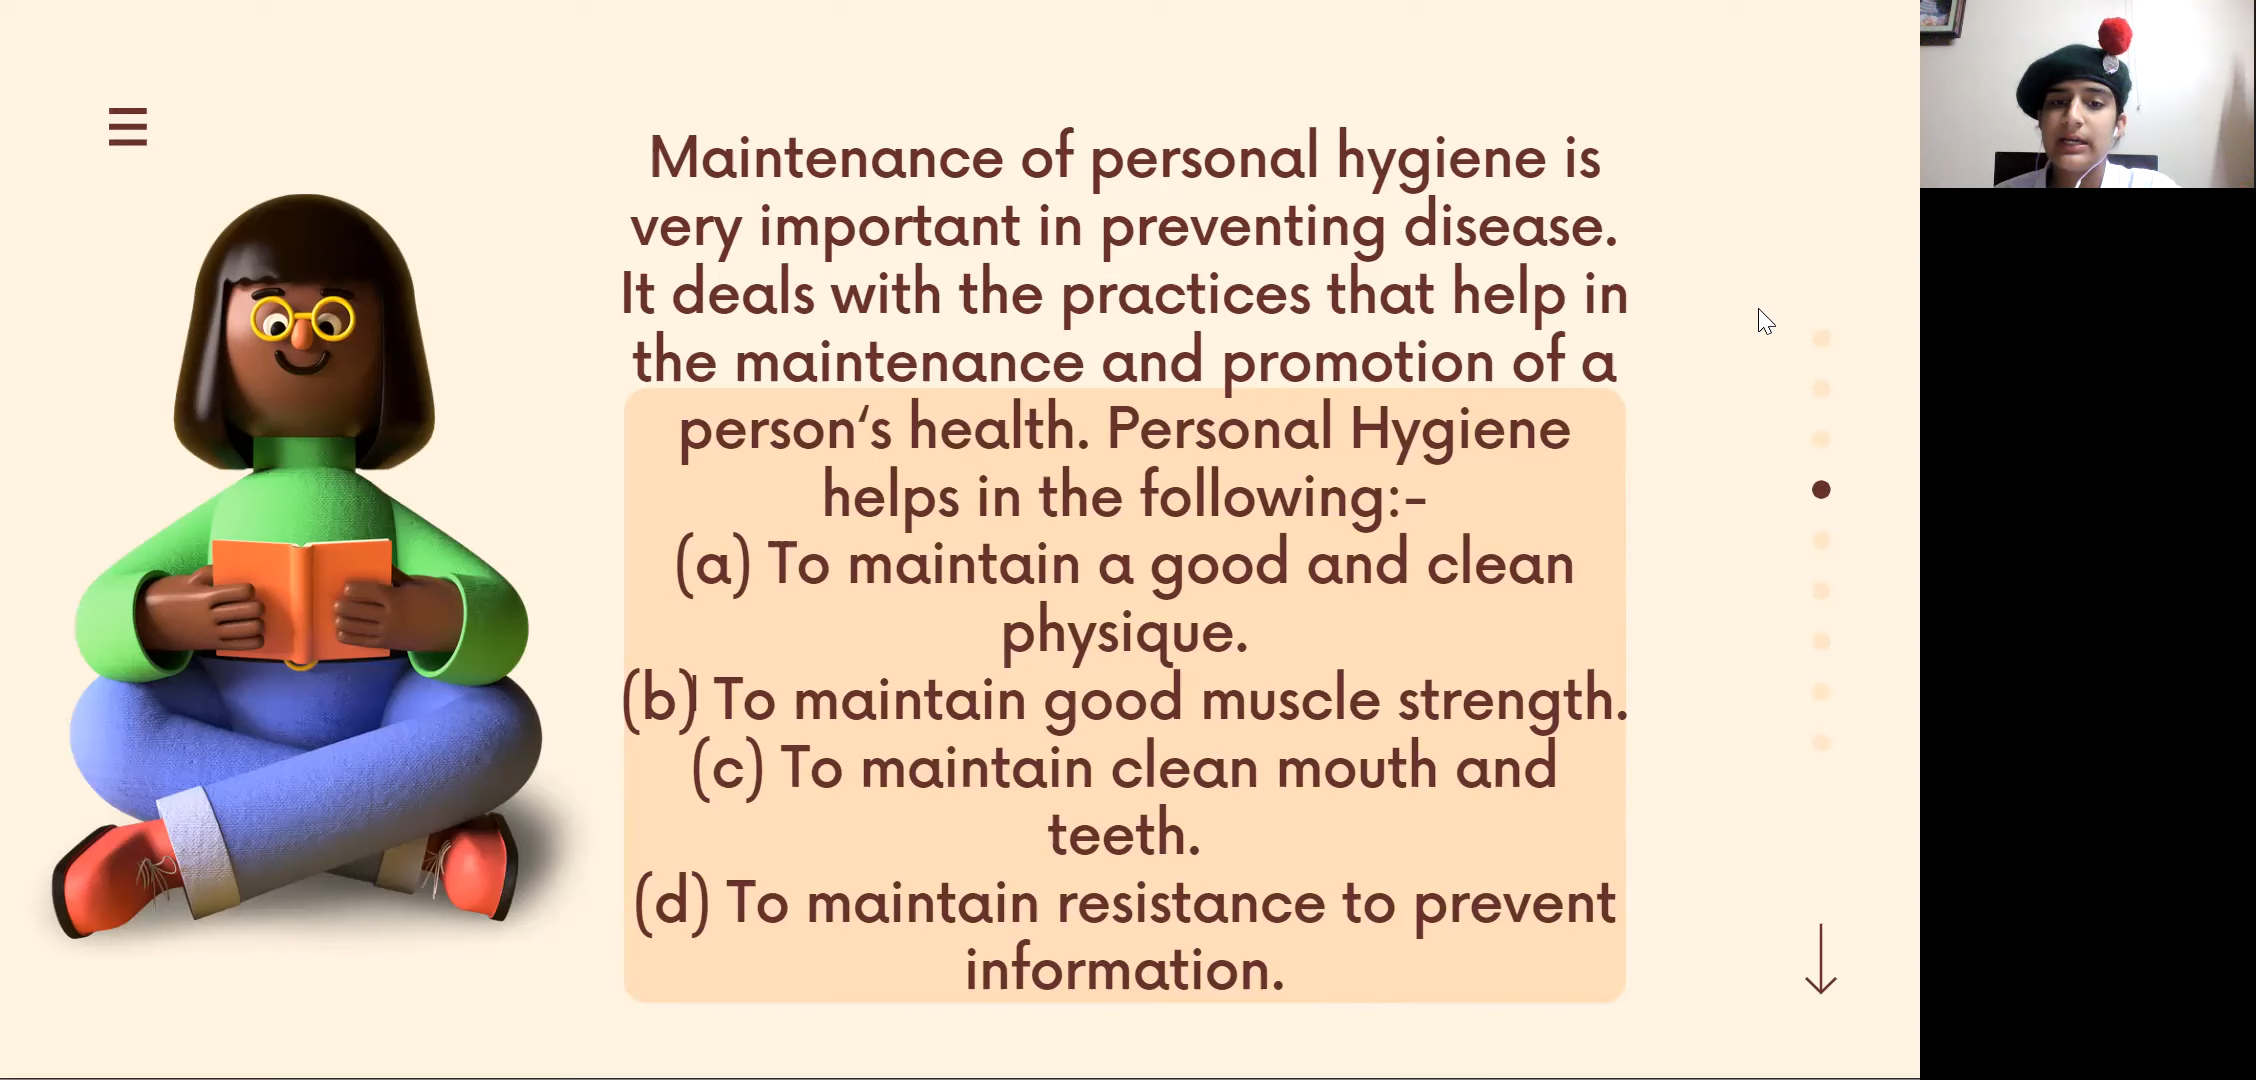 Maintenance of personal hygiene is
very important in preventing disease.
It deals with the practices that help in
the maintenance and promotion of a
person‘s health. Personal Hygiene
helps in the following:-
(a) To maintain a good and clean
physique.
(b) To maintain good muscle strength.
(c) To maintain clean mouth and
teeth.
(d) To maintain resistance to prevent
information.